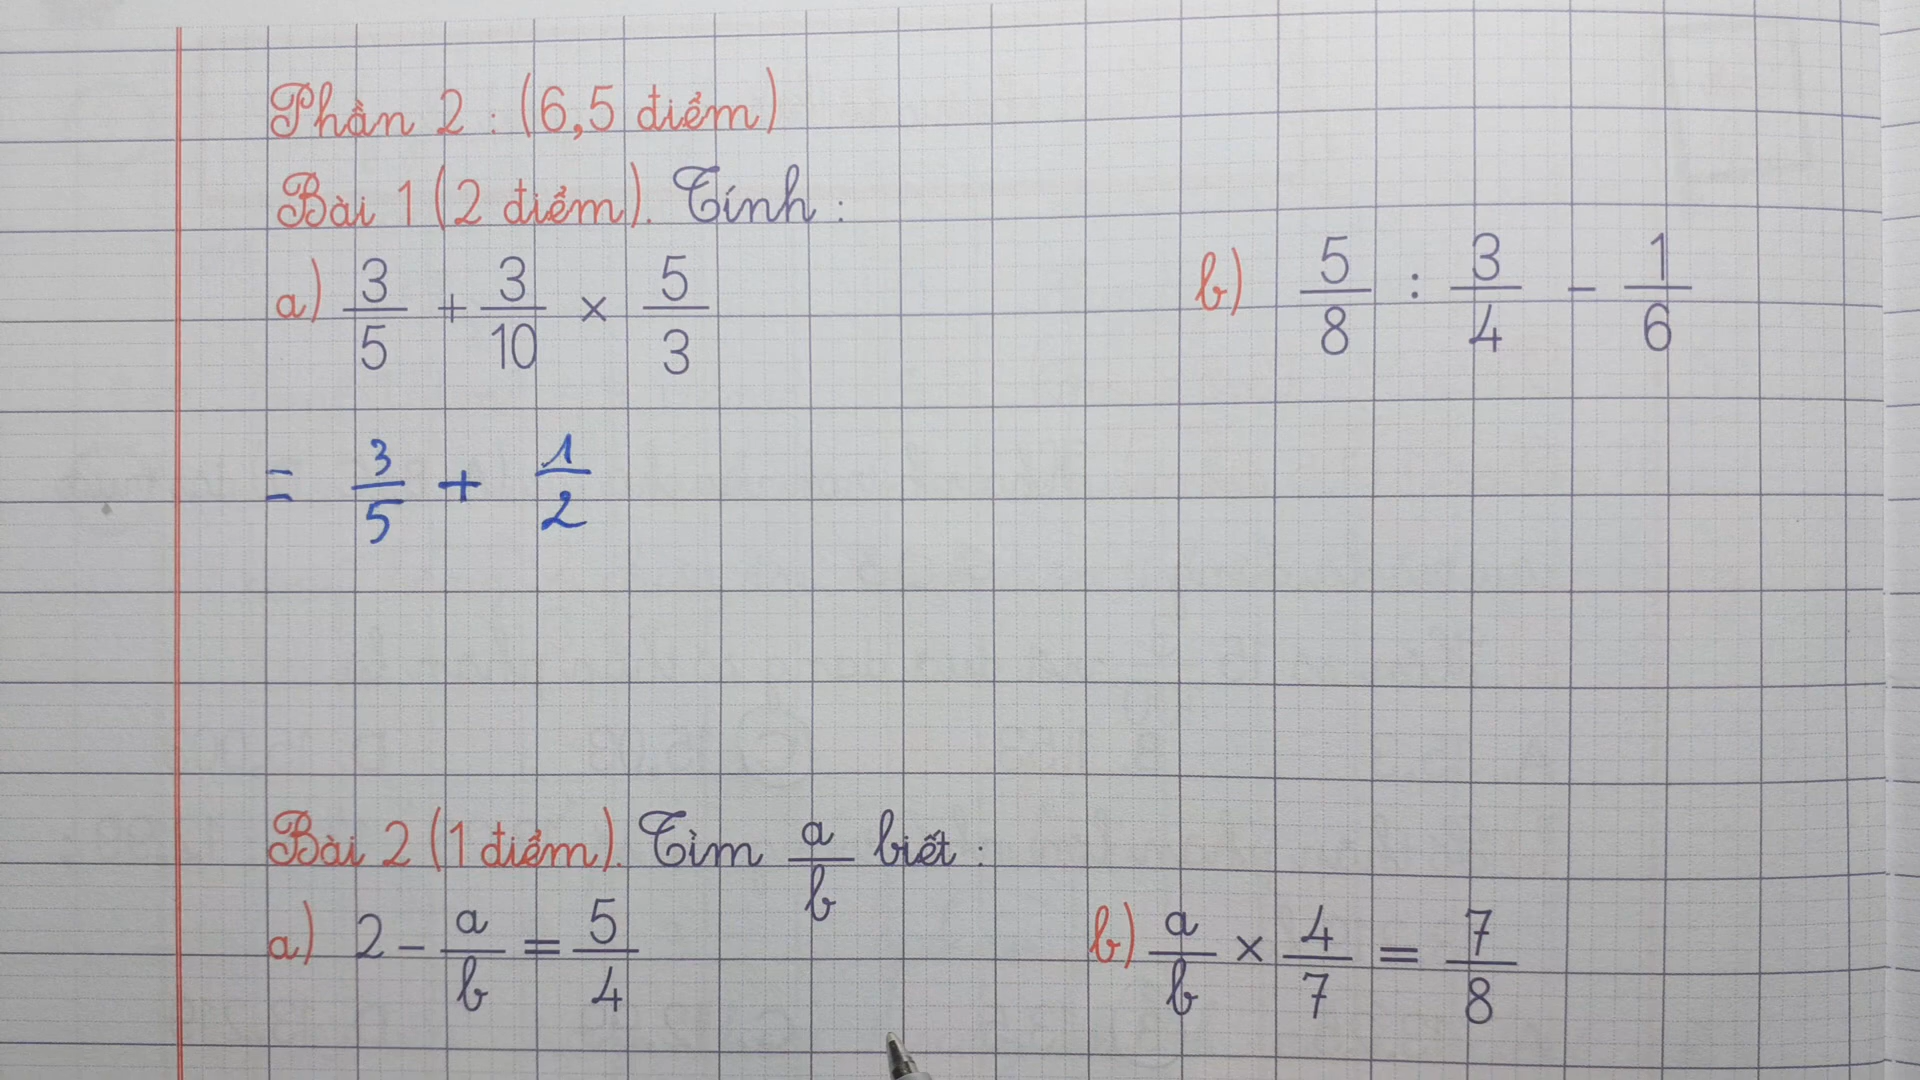 Phần 2 : (6,5 điểm)
Bài 1 (2 điểm). Tính :
a) 3/5 + 3/10 × 5/3
b) 5/8 : 3/4 - 1/6
= 3/5 + 1/2
Bài 2 (1 điểm). Tìm a/b biết :
a) 2 - a/b = 5/4
b) a/b × 4/7 = 7/8